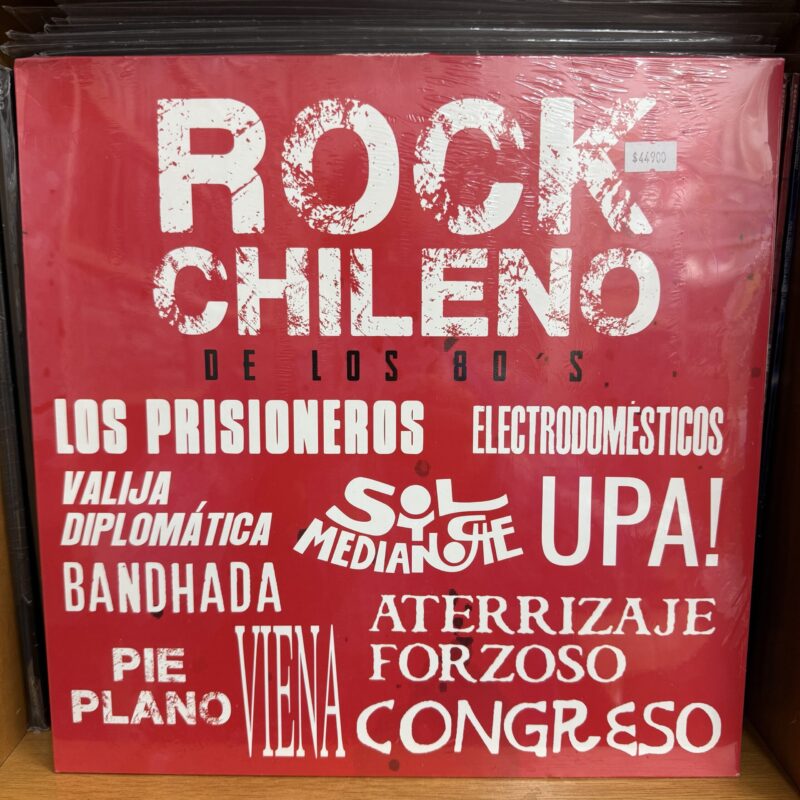 ROCK
$44900
CHILENO
DE LOS 80´S
LOS PRISIONEROS
ELECTRODOMÉSTICOS
VALIJA
DIPLOMÁTICA
SOL
Y
MEDIANOCHE
UPA!
BANDHADA
ATERRIZAJE
FORZOSO
PIE
PLANO
VIENA
CONGRESO